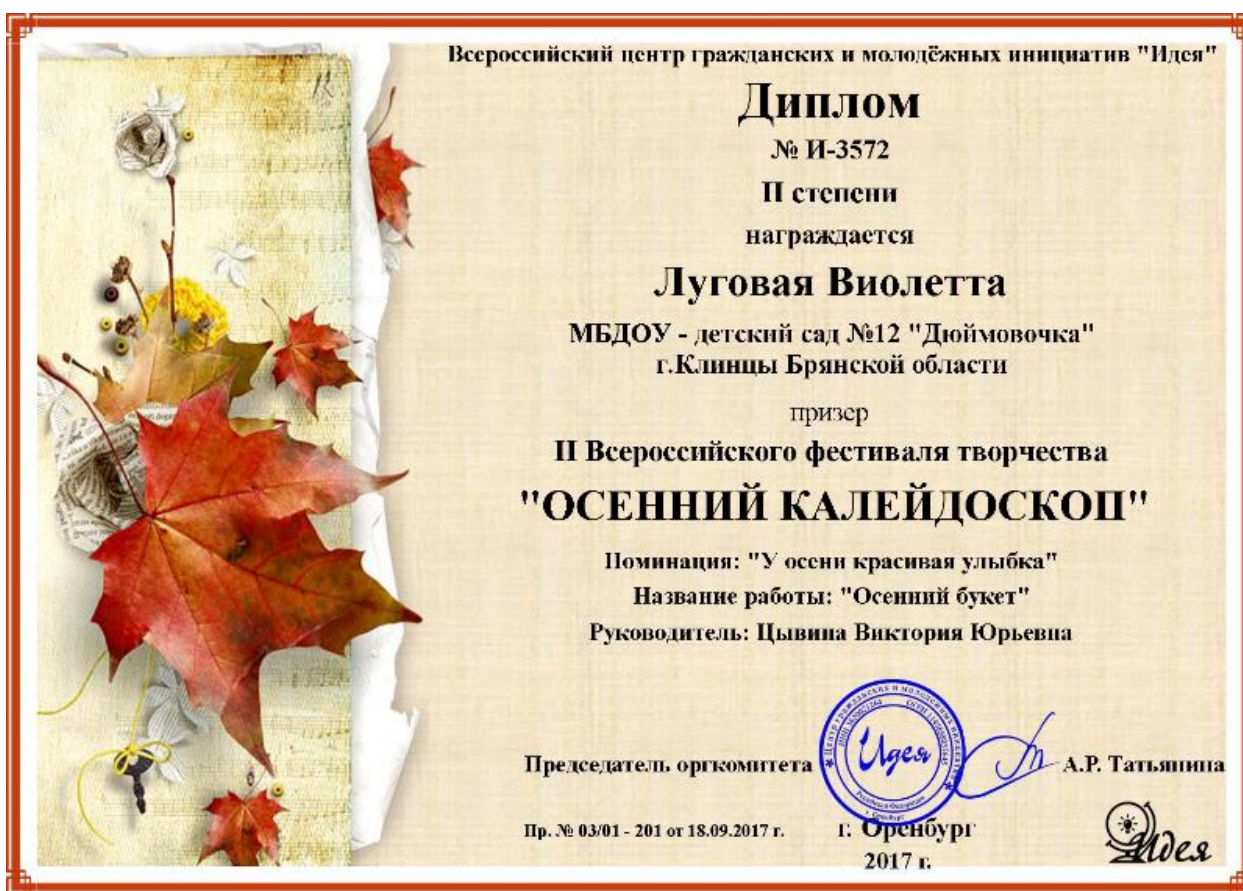 Всероссийский центр гражданских и молодёжных инициатив "Идея"
Диплом
№ И-3572
II степени
награждается
Луговая Виолетта
МБДОУ - детский сад №12 "Дюймовочка"
г.Клинцы Брянской области
призер
II Всероссийского фестиваля творчества
"ОСЕННИЙ КАЛЕЙДОСКОП"
Номинация: "У осени красивая улыбка"
Название работы: "Осенний букет"
Руководитель: Цывина Виктория Юрьевна
Идея
Председатель оргкомитета
А.Р. Татьянина
Пр. № 03/01 - 201 от 18.09.2017 г.
г. Оренбург
2017 г.
Идея